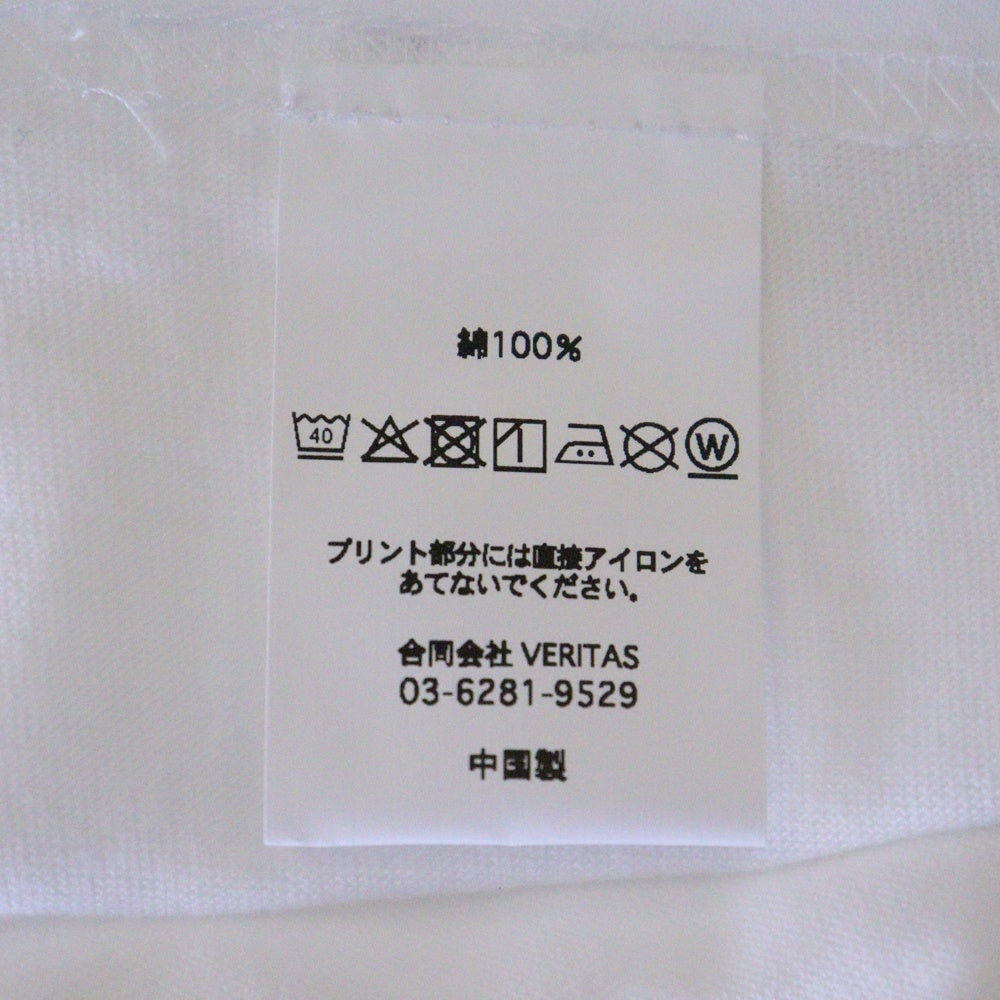 綿100%
40 W
プリント部分には直接アイロンを
あてないでください。
合同会社 VERITAS
03-6281-9529
中国製